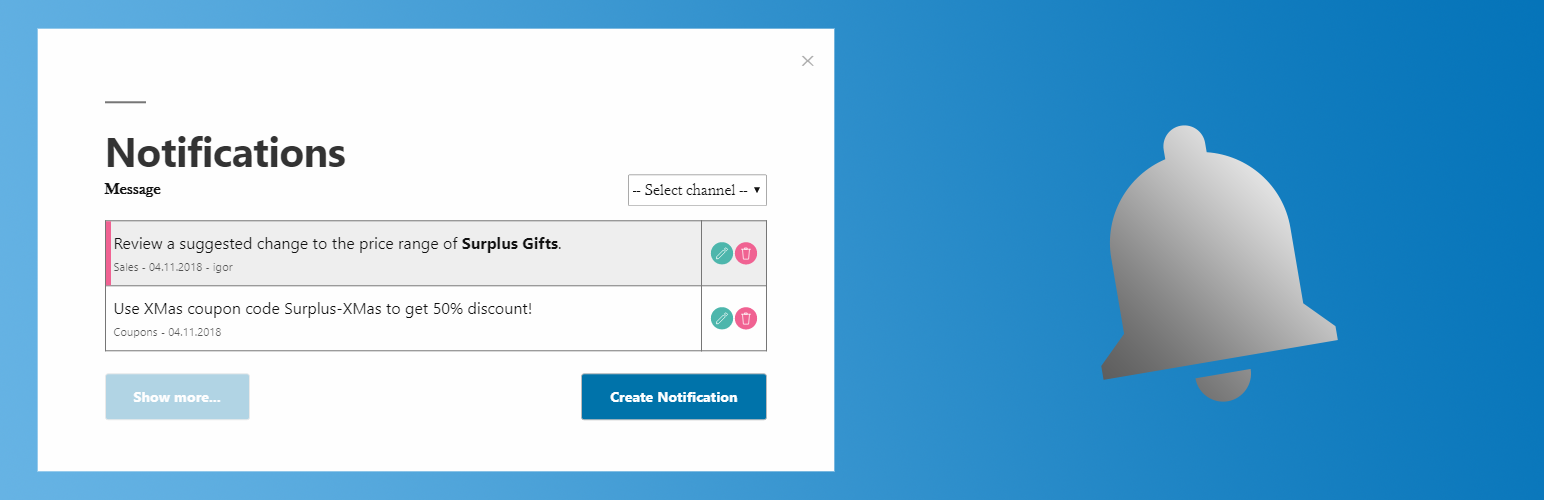 Notifications
Message
-- Select channel --
Review a suggested change to the price range of Surplus Gifts.
Sales - 04.11.2018 - igor
Use XMas coupon code Surplus-XMas to get 50% discount!
Coupons - 04.11.2018
Show more...
Create Notification